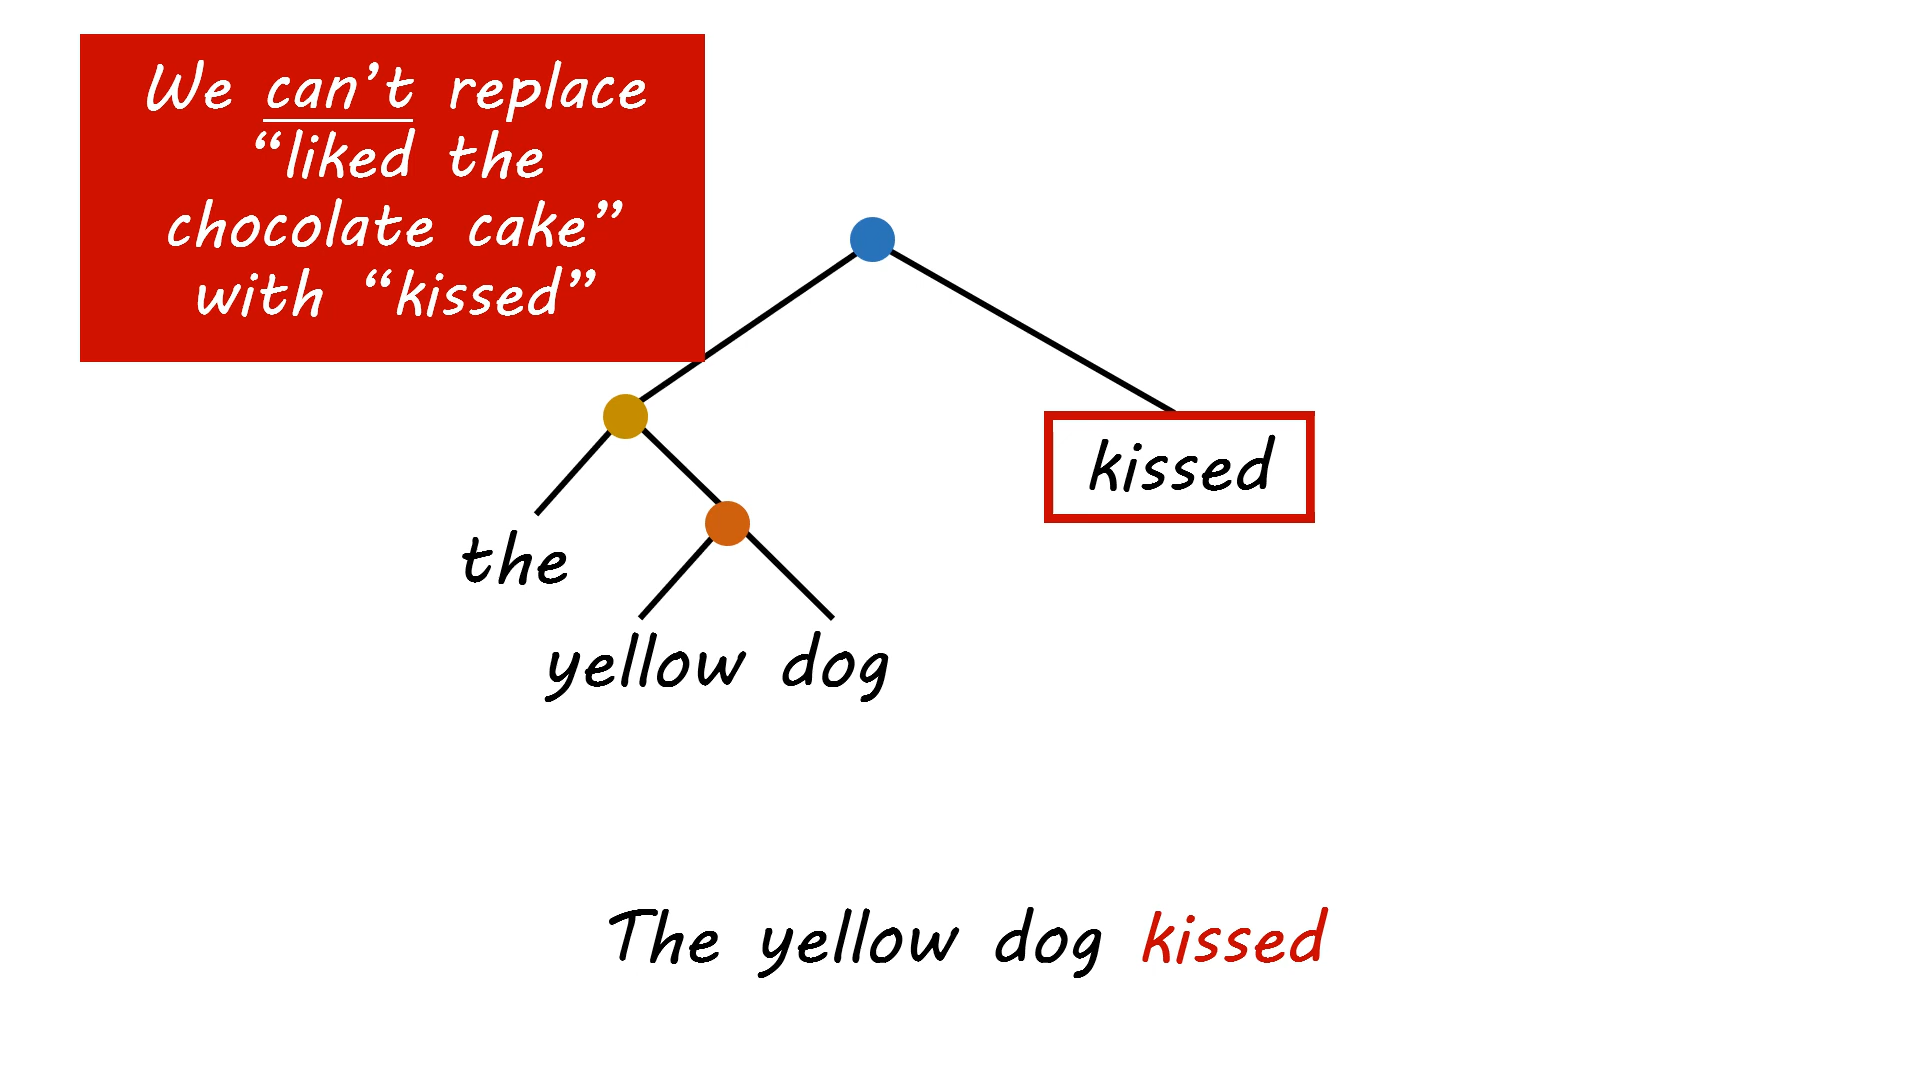 We can’t replace
“liked the
chocolate cake”
with “kissed”
kissed
the
yellow dog
The yellow dog kissed